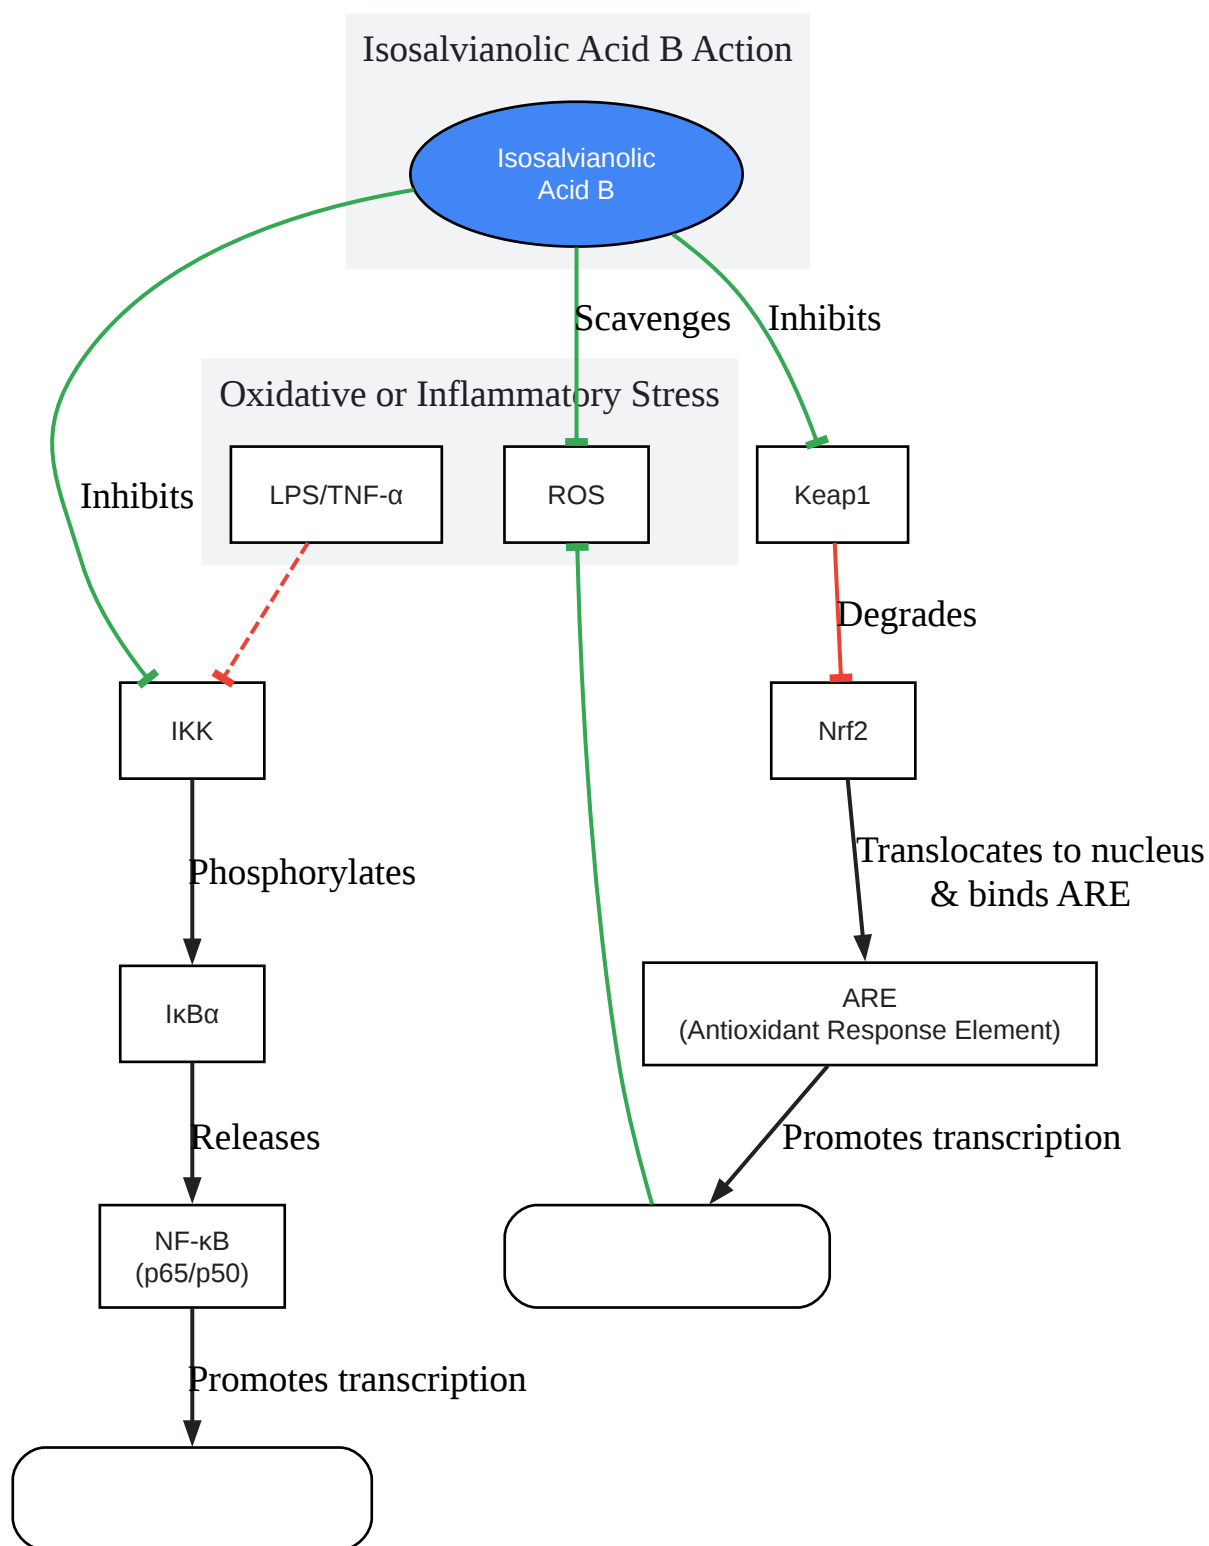 Isosalvianolic Acid B Action
Isosalvianolic
Acid B
Scavenges
Inhibits
Oxidative or Inflammatory Stress
Inhibits
LPS/TNF-α
ROS
Keap1
Degrades
IKK
Nrf2
Phosphorylates
Translocates to nucleus
& binds ARE
IκBα
ARE
(Antioxidant Response Element)
Releases
Promotes transcription
NF-κB
(p65/p50)
Promotes transcription